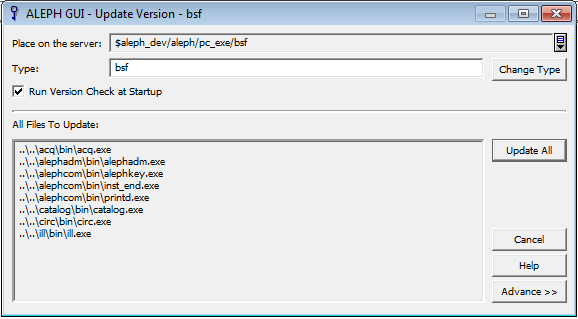 ALEPH GUI - Update Version - bsf
Place on the server: $aleph_dev/aleph/pc_exe/bsf
Type: bsf Change Type
Run Version Check at Startup
All Files To Update:
..\..\acq\bin\acq.exe
..\..\alephadm\bin\alephadm.exe
..\..\alephcom\bin\alephkey.exe
..\..\alephcom\bin\inst_end.exe
..\..\alephcom\bin\printd.exe
..\..\catalog\bin\catalog.exe
..\..\circ\bin\circ.exe
..\..\ill\bin\ill.exe
Update All
Cancel
Help
Advance >>